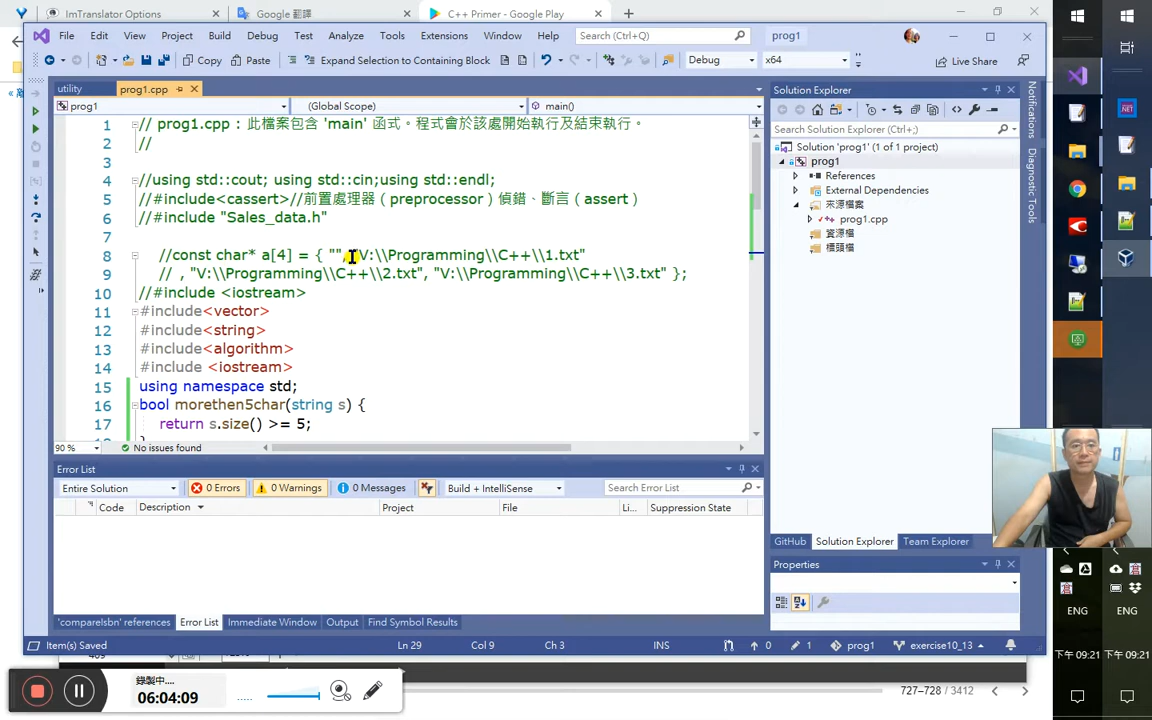 ImTranslator Options
Google 翻譯
C++ Primer - Google Play
File Edit View Project Build Debug Test Analyze Tools Extensions Window Help Search (Ctrl+Q) prog1
Copy Paste Expand Selection to Containing Block Debug x64 Live Share
utility prog1.cpp
prog1 (Global Scope) main()
1 // prog1.cpp : 此檔案包含 'main' 函式。程式會於該處開始執行及結束執行。
2 //
3
4 //using std::cout; using std::cin;using std::endl;
5 //#include<cassert>//前置處理器（preprocessor）偵錯、斷言（assert）
6 //#include "Sales_data.h"
7
8 //const char* a[4] = { "", "V:\\Programming\\C++\\1.txt"
9 // , "V:\\Programming\\C++\\2.txt", "V:\\Programming\\C++\\3.txt" };
10 //#include <iostream>
11 #include<vector>
12 #include<string>
13 #include<algorithm>
14 #include <iostream>
15 using namespace std;
16 bool morethen5char(string s) {
17 return s.size() >= 5;
90 % No issues found
Error List
Entire Solution 0 Errors 0 Warnings 0 Messages Build + IntelliSense Search Error List
Code Description Project File Li... Suppression State
'compareIsbn' references Error List Immediate Window Output Find Symbol Results
Item(s) Saved Ln 29 Col 9 Ch 3 INS 0 1 prog1 exercise10_13
Solution Explorer
Search Solution Explorer (Ctrl+;)
Solution 'prog1' (1 of 1 project)
prog1
References
External Dependencies
來源檔案
prog1.cpp
資源檔
標頭檔
GitHub Solution Explorer Team Explorer
Properties
Notifications
Diagnostic Tools
.NET
錄製中...
06:04:09
727–728 / 3412
ENG ENG
下午 09:21 下午 09:21